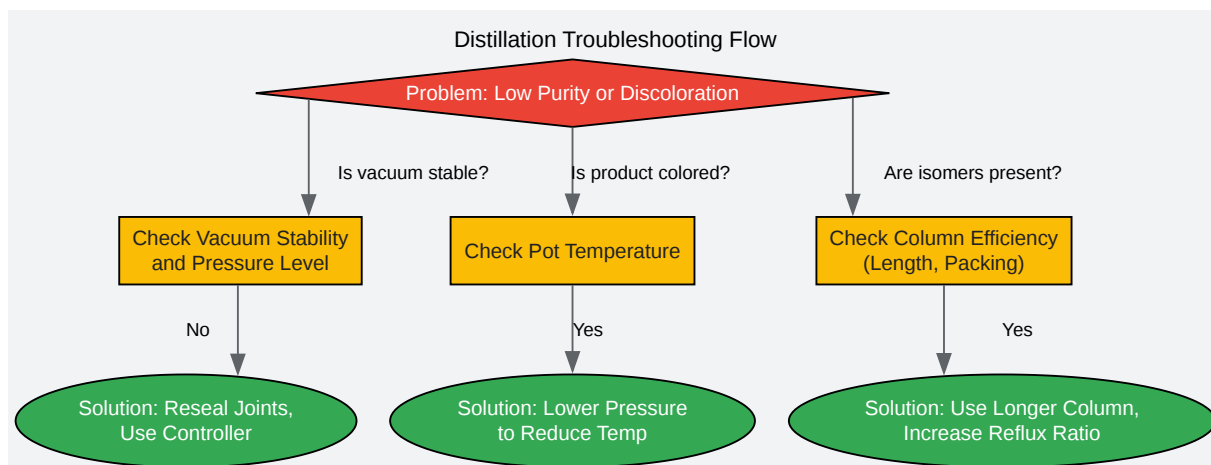 Distillation Troubleshooting Flow
Problem: Low Purity or Discoloration
Is vacuum stable?
Is product colored?
Are isomers present?
Check Vacuum Stability
and Pressure Level
Check Pot Temperature
Check Column Efficiency
(Length, Packing)
No
Yes
Yes
Solution: Reseal Joints,
Use Controller
Solution: Lower Pressure
to Reduce Temp
Solution: Use Longer Column,
Increase Reflux Ratio